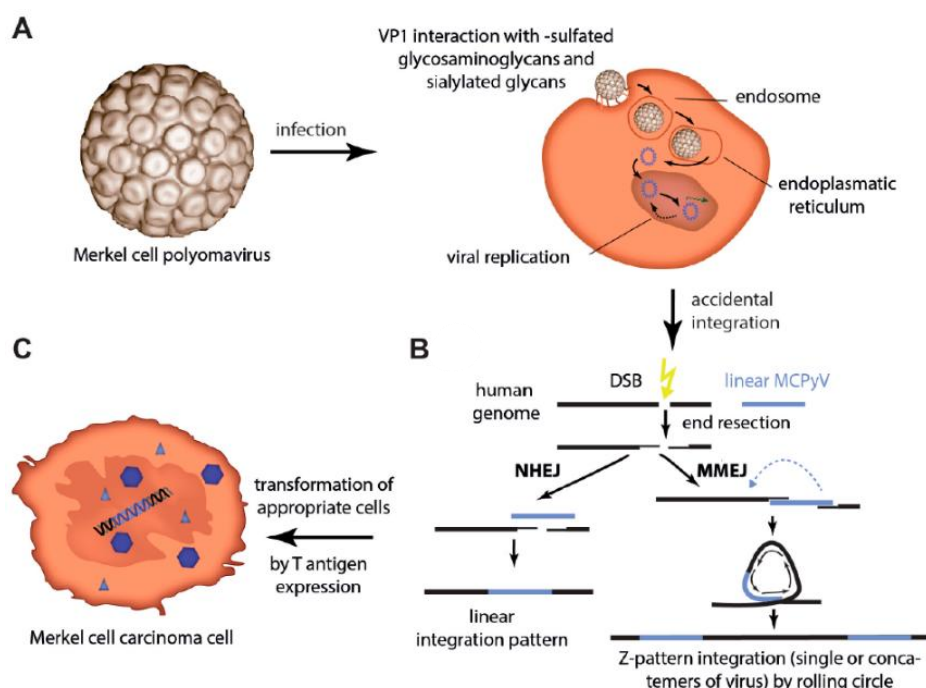 A
VP1 interaction with -sulfated
glycosaminoglycans and
sialylated glycans
endosome
infection
endoplasmatic
reticulum
Merkel cell polyomavirus
viral replication
accidental
integration
C
B
DSB
linear MCPyV
human
genome
end resection
NHEJ
MMEJ
transformation of
appropriate cells
by T antigen
expression
linear
integration pattern
Merkel cell carcinoma cell
Z-pattern integration (single or conca-
temers of virus) by rolling circle